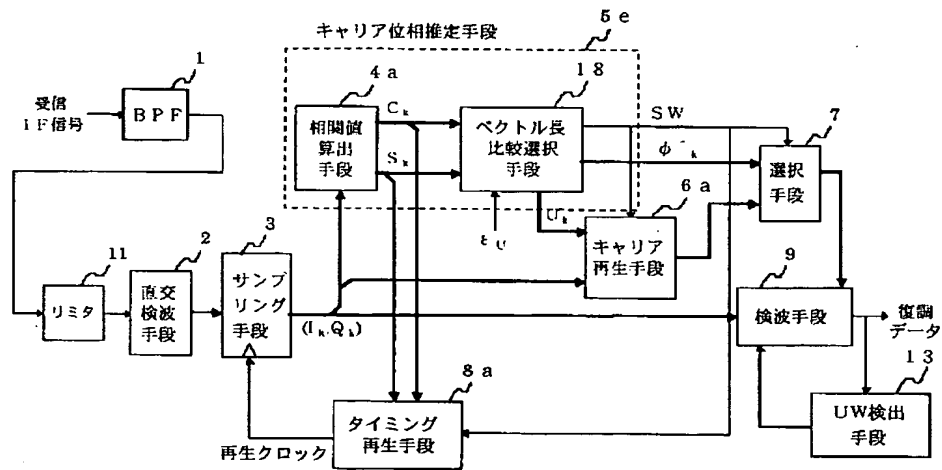 キャリア位相推定手段
5e
1
受信
IF信号
BPF
4a
相関値
算出
手段
Ck
Sk
18
ベクトル長
比較選択
手段
SW
7
選択
手段
Uk
6a
キャリア
再生手段
11
リミタ
2
直交
検波
手段
3
サンプ
リング
手段
(Ik,Qk)
9
検波手段
復調
データ
13
UW検出
手段
8a
タイミング
再生手段
再生クロック